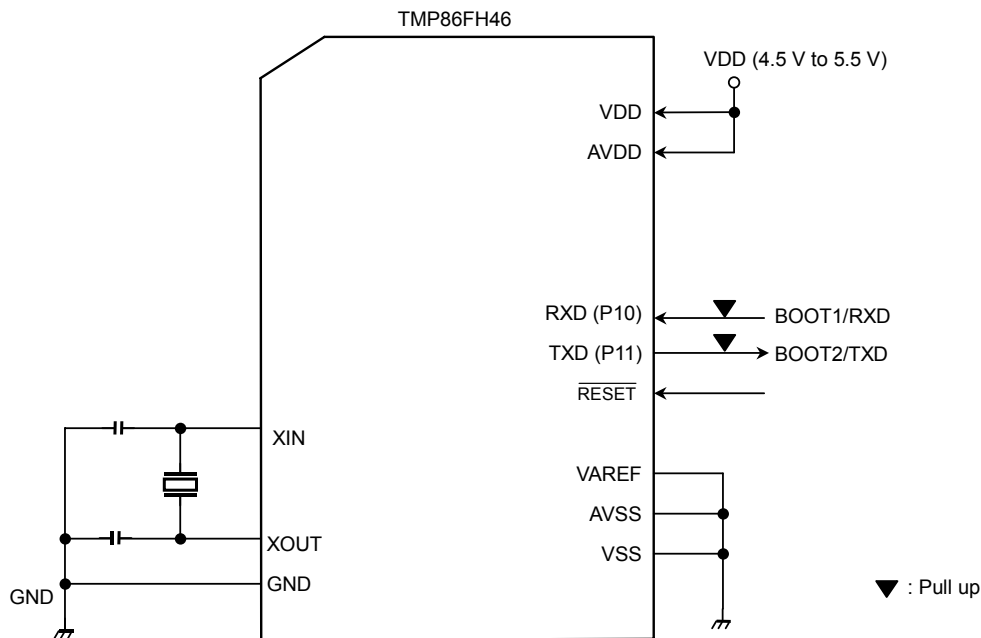 TMP86FH46
VDD (4.5 V to 5.5 V)
VDD
AVDD
RXD (P10)
BOOT1/RXD
TXD (P11)
BOOT2/TXD
RESET
XIN
VAREF
AVSS
XOUT
VSS
GND
GND
: Pull up